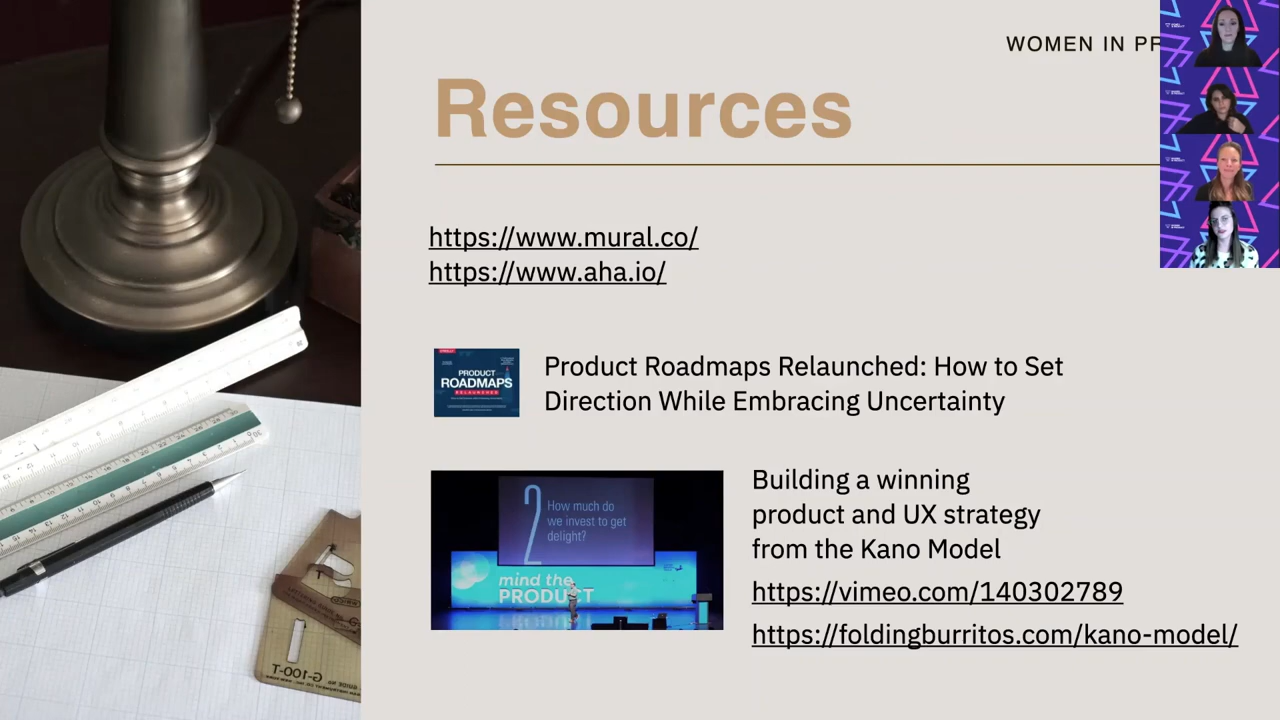 WOMEN IN PR
Resources
https://www.mural.co/
https://www.aha.io/
PRODUCT
ROADMAPS
RELAUNCHED
Product Roadmaps Relaunched: How to Set
Direction While Embracing Uncertainty
2
How much do
we invest to get
delight?
mind the
PRODUCT
Building a winning
product and UX strategy
from the Kano Model
https://vimeo.com/140302789
https://foldingburritos.com/kano-model/
G-100-T